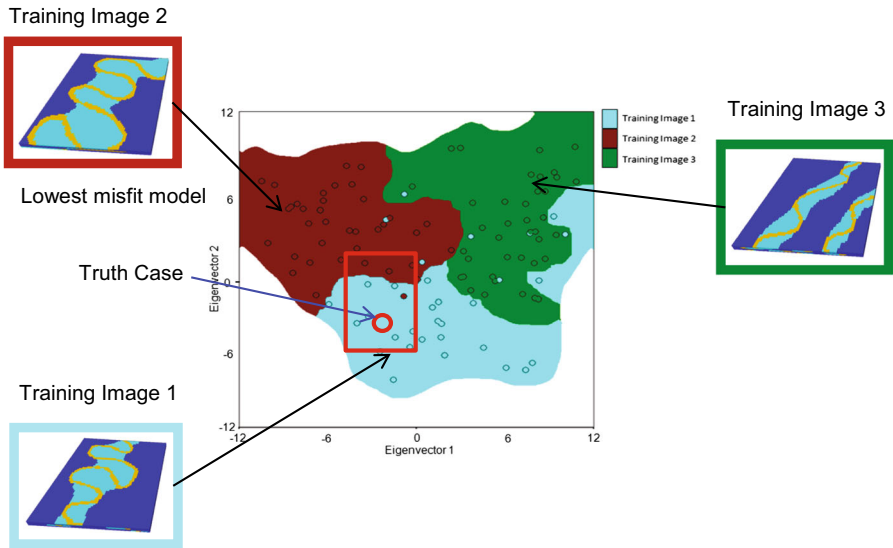 Training Image 2
Training Image 3
Lowest misfit model
Truth Case
Training Image 1
Training Image 1
Training Image 2
Training Image 3
12
6
0
-6
-12
Eigenvector 2
-12
-6
0
6
12
Eigenvector 1